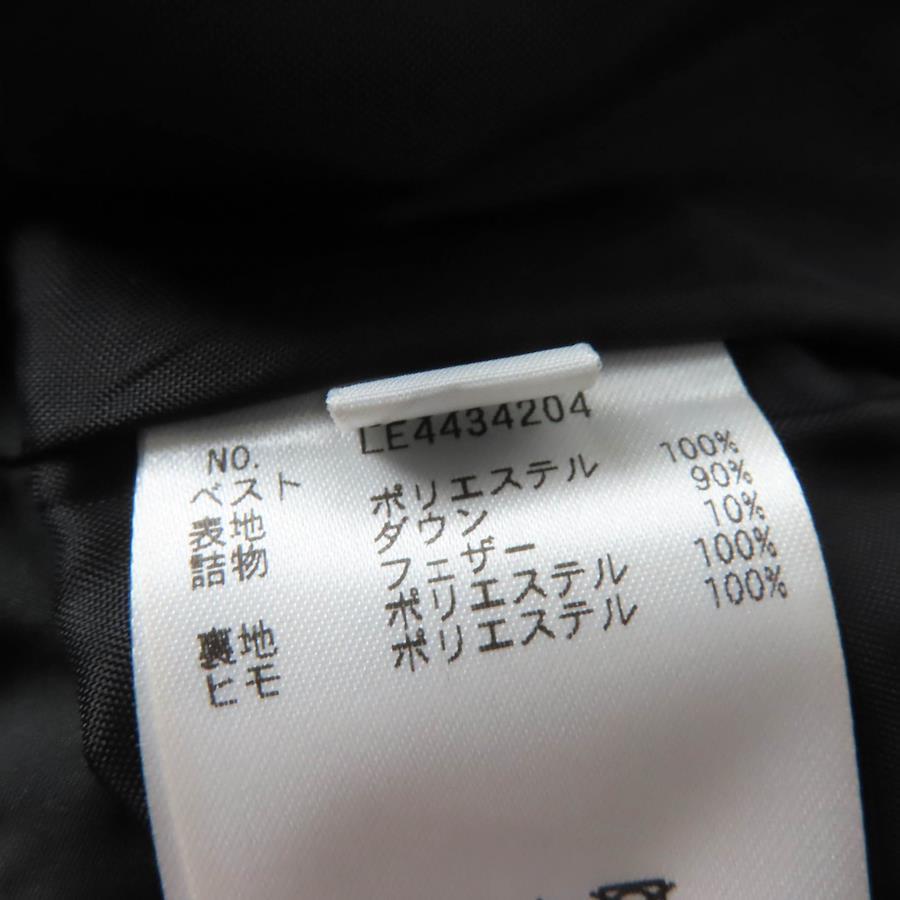 NO. LE4434204
ベスト
表地 ポリエステル 100%
詰物 ダウン 90%
フェザー 10%
裏地 ポリエステル 100%
ヒモ ポリエステル 100%